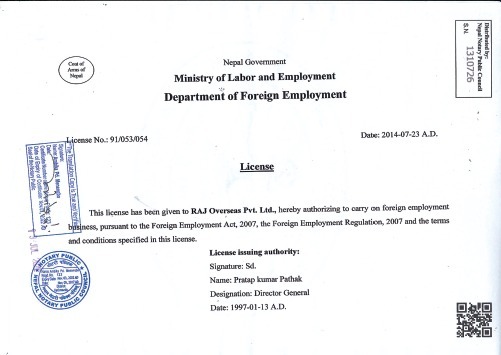 Distributed by:
Nepal Notary Public Council
S.N. 1310726
Coat of
Arms of
Nepal
Nepal Government
Ministry of Labor and Employment
Department of Foreign Employment
License No.: 91/053/054
Date: 2014-07-23 A.D.
License
This license has been given to RAJ Overseas Pvt. Ltd., hereby authorizing to carry on foreign employment
business, pursuant to the Foreign Employment Act, 2007, the Foreign Employment Regulation, 2007 and the terms
and conditions specified in this license.
License issuing authority:
Signature: Sd.
Name: Pratap kumar Pathak
Designation: Director General
Date: 1997-01-13 A.D.
NOTARY PUBLIC
NEPAL NOTARY PUBLIC COUNCIL